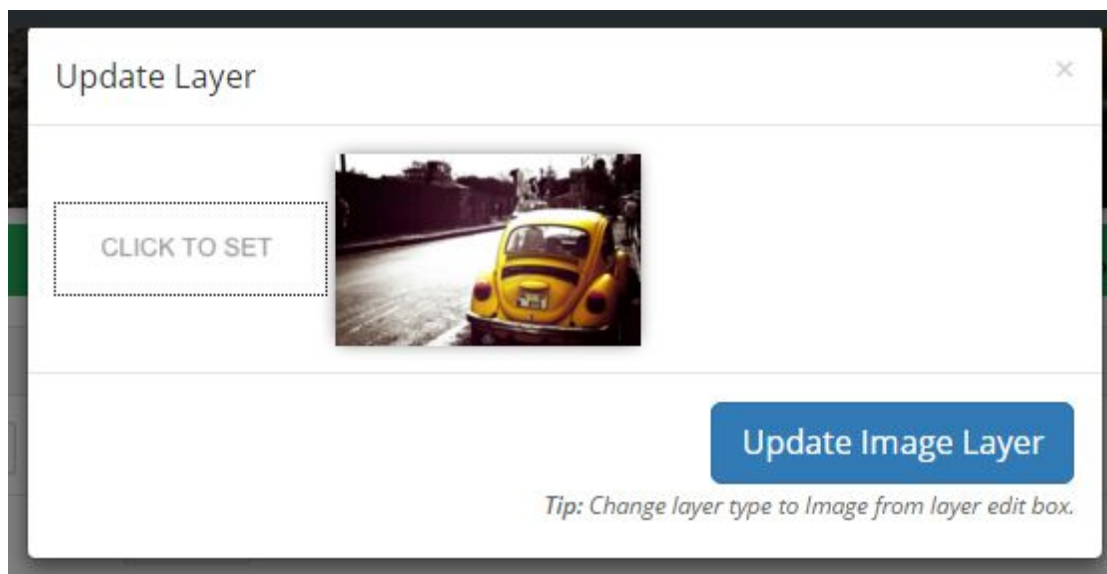 Update Layer
×
CLICK TO SET
Update Image Layer
Tip: Change layer type to Image from layer edit box.